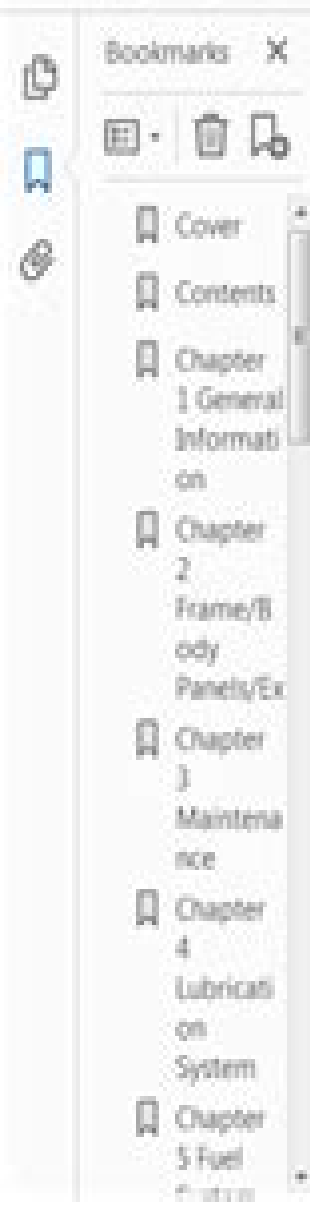 Bookmarks
Cover
Contents
Chapter
1 General
Informati
on
Chapter
2
Frame/B
ody
Panels/Ex
Chapter
3
Maintena
nce
Chapter
4
Lubricati
on
System
Chapter
5 Fuel